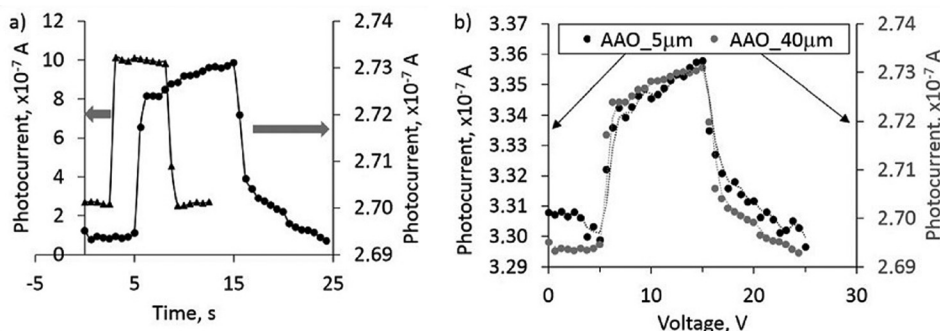 a)
12
10
8
6
4
2
0
Photocurrent, x10⁻⁷ A
2.74
2.73
2.72
2.71
2.70
2.69
Photocurrent, x10⁻⁷ A
-5 5 15 25
Time, s
b)
3.37
3.36
3.35
3.34
3.33
3.32
3.31
3.30
3.29
Photocurrent, x10⁻⁷ A
AAO_5μm AAO_40μm
2.74
2.73
2.72
2.71
2.70
2.69
Photocurrent, x10⁻⁷ A
0 10 20 30
Voltage, V